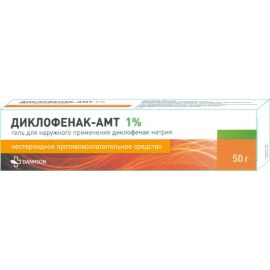 ДИКЛОФЕНАК-АМТ 1%
гель для наружного применения диклофенак натрия
нестероидное противовоспалительное средство
DANHSON
50 г